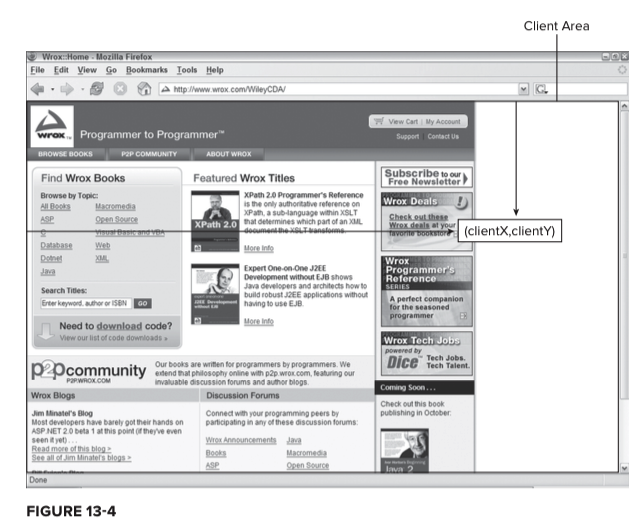 Client Area
Wrox::Home - Mozilla Firefox
File Edit View Go Bookmarks Tools Help
http://www.wrox.com/WileyCDA/
G
wrox
Programmer to Programmer™
View Cart | My Account
Support | Contact Us
BROWSE BOOKS P2P COMMUNITY ABOUT WROX
Find Wrox Books
Browse by Topic:
All Books Macromedia
ASP Open Source
C Visual Basic and VBA
Database Web
Dotnet XML
Java
Search Titles:
Enter keyword, author or ISBN GO
Need to download code?
View our list of code downloads »
Featured Wrox Titles
XPath 2.0
XPath 2.0 Programmer's Reference
is the only authoritative reference on
XPath, a sub-language within XSLT
that determines which part of an XML
document the XSLT transforms.
More Info
Expert One-on-One J2EE
Development without EJB shows
Java developers and architects how to
build robust J2EE applications without
having to use EJB.
More Info
Subscribe to our
Free Newsletter
Wrox Deals
Check out these
Wrox deals at your
favorite bookstore
(clientX,clientY)
Wrox
Programmer's
Reference
SERIES
A perfect companion
for the seasoned
programmer
Wrox Tech Jobs
powered by
Dice™ Tech Jobs.
Tech Talent.
p2pcommunity
P2P.WROX.COM
Our books are written for programmers by programmers. We
extend that philosophy online with p2p.wrox.com, featuring our
invaluable discussion forums and author blogs.
Wrox Blogs
Jim Minatel's Blog
Most developers have barely got their hands on
ASP.NET 2.0 beta 1 at this point (if they've even
seen it yet) . . .
Read more of this blog >
See all of Jim Minatel's blogs >
Discussion Forums
Connect with your programming peers by
participating in any of these discussion forums:
Wrox Announcements Java
Books Macromedia
ASP Open Source
Coming Soon . . .
Check out this book
publishing in October:
Java 2
Done
FIGURE 13-4